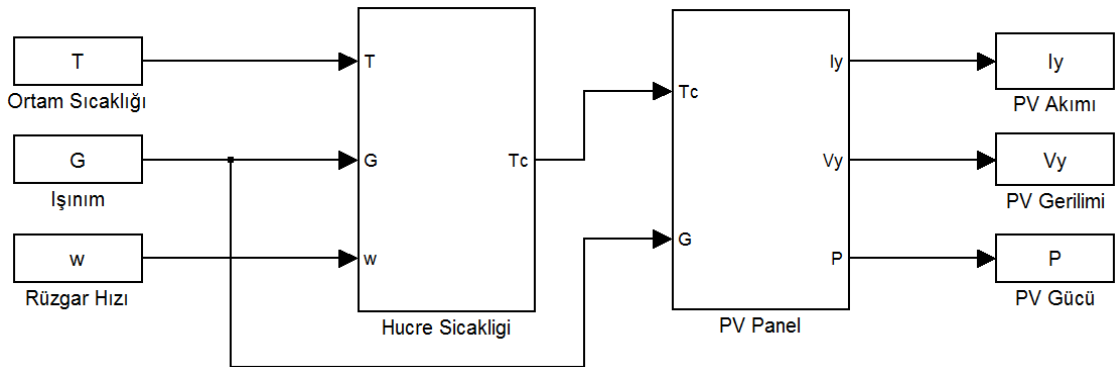 T
Ortam Sıcaklığı
G
Işınım
w
Rüzgar Hızı
T
G
w
Tc
Hucre Sicakligi
Tc
G
Iy
Vy
P
PV Panel
Iy
PV Akımı
Vy
PV Gerilimi
P
PV Gücü